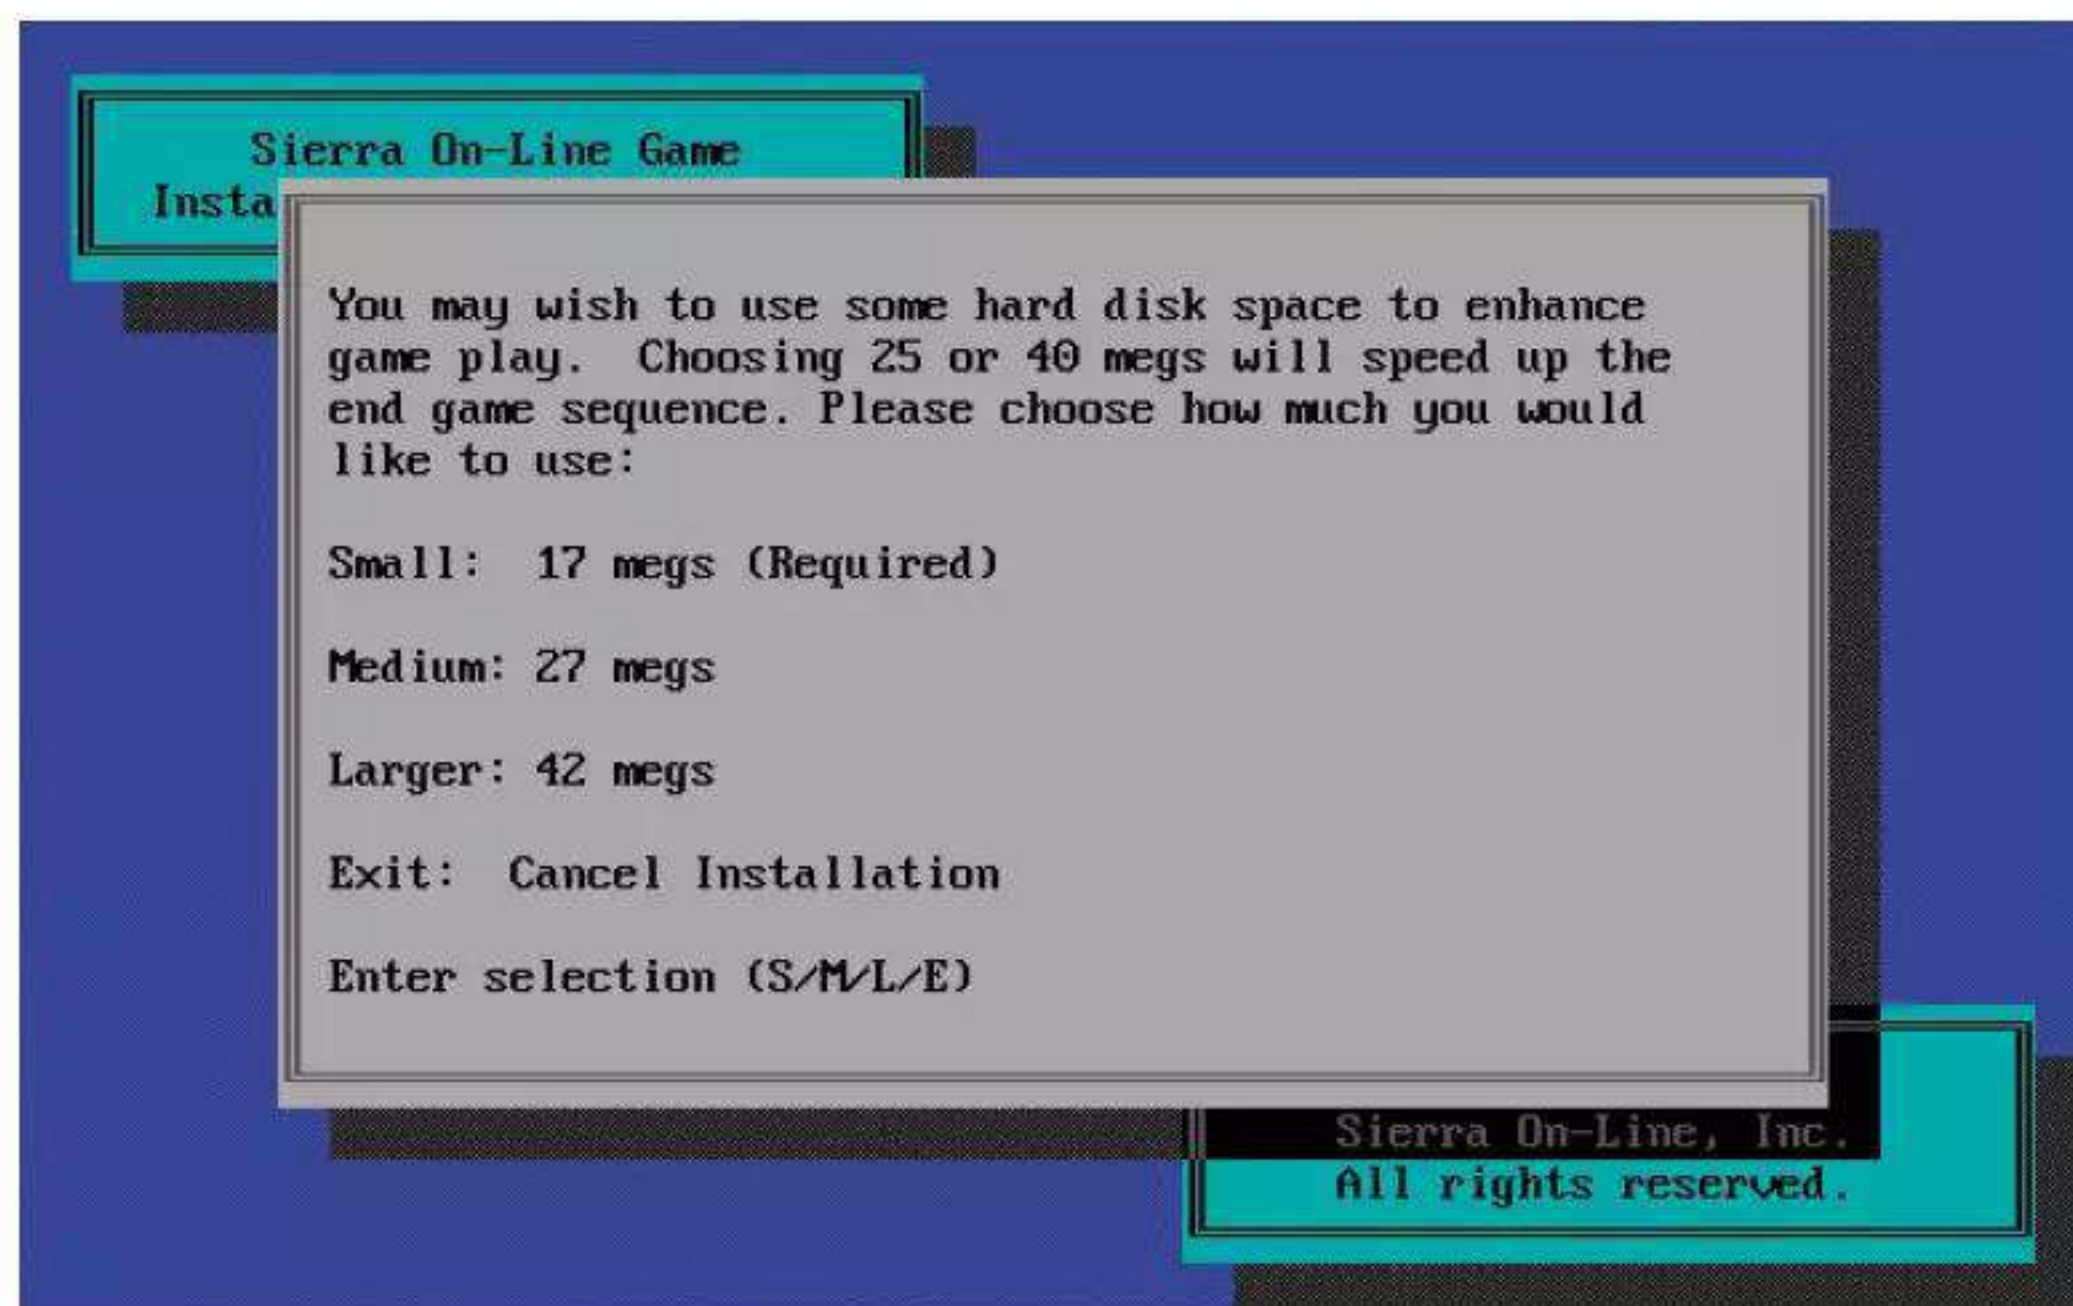 Sierra On-Line Game
Insta
You may wish to use some hard disk space to enhance
game play.  Choosing 25 or 40 megs will speed up the
end game sequence. Please choose how much you would
like to use:
Small:  17 megs (Required)
Medium: 27 megs
Larger: 42 megs
Exit:  Cancel Installation
Enter selection (S/M/L/E)
Sierra On-Line, Inc.
All rights reserved.